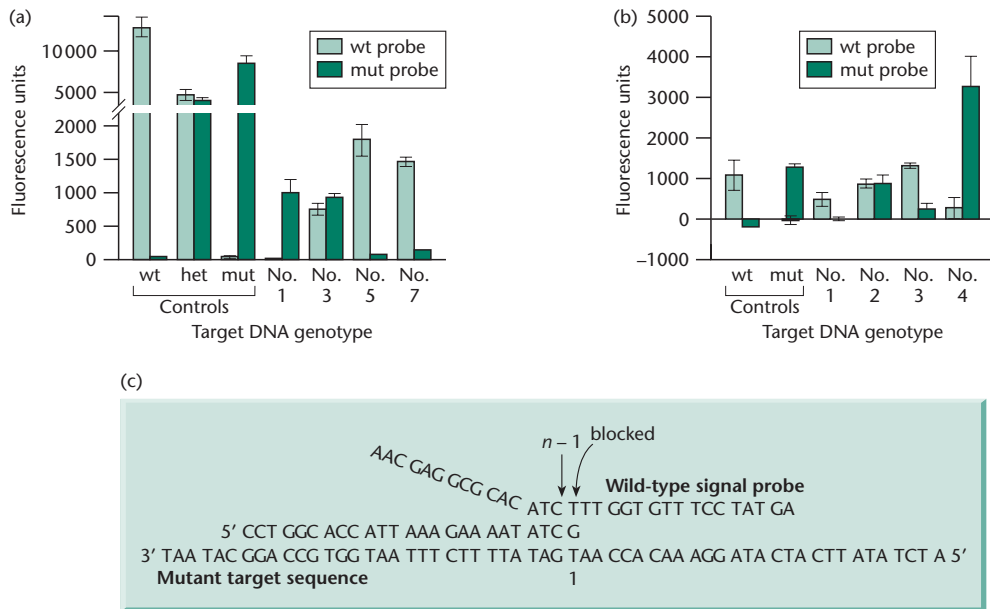 (a)
Fluorescence units
10000
5000
2000
1500
1000
500
0
wt probe
mut probe
wt het mut No. 1 No. 3 No. 5 No. 7
Controls
Target DNA genotype
(b)
Fluorescence units
5000
4000
3000
2000
1000
0
−1000
wt probe
mut probe
wt mut No. 1 No. 2 No. 3 No. 4
Controls
Target DNA genotype
(c)
n – 1 blocked
AAC GAG GCG CAC
Wild-type signal probe
ATC TTT GGT GTT TCC TAT GA
5′ CCT GGC ACC ATT AAA GAA AAT ATC G
3′ TAA TAC GGA CCG TGG TAA TTT CTT TTA TAG TAA CCA CAA AGG ATA CTA CTT ATA TCT A 5′
Mutant target sequence 1